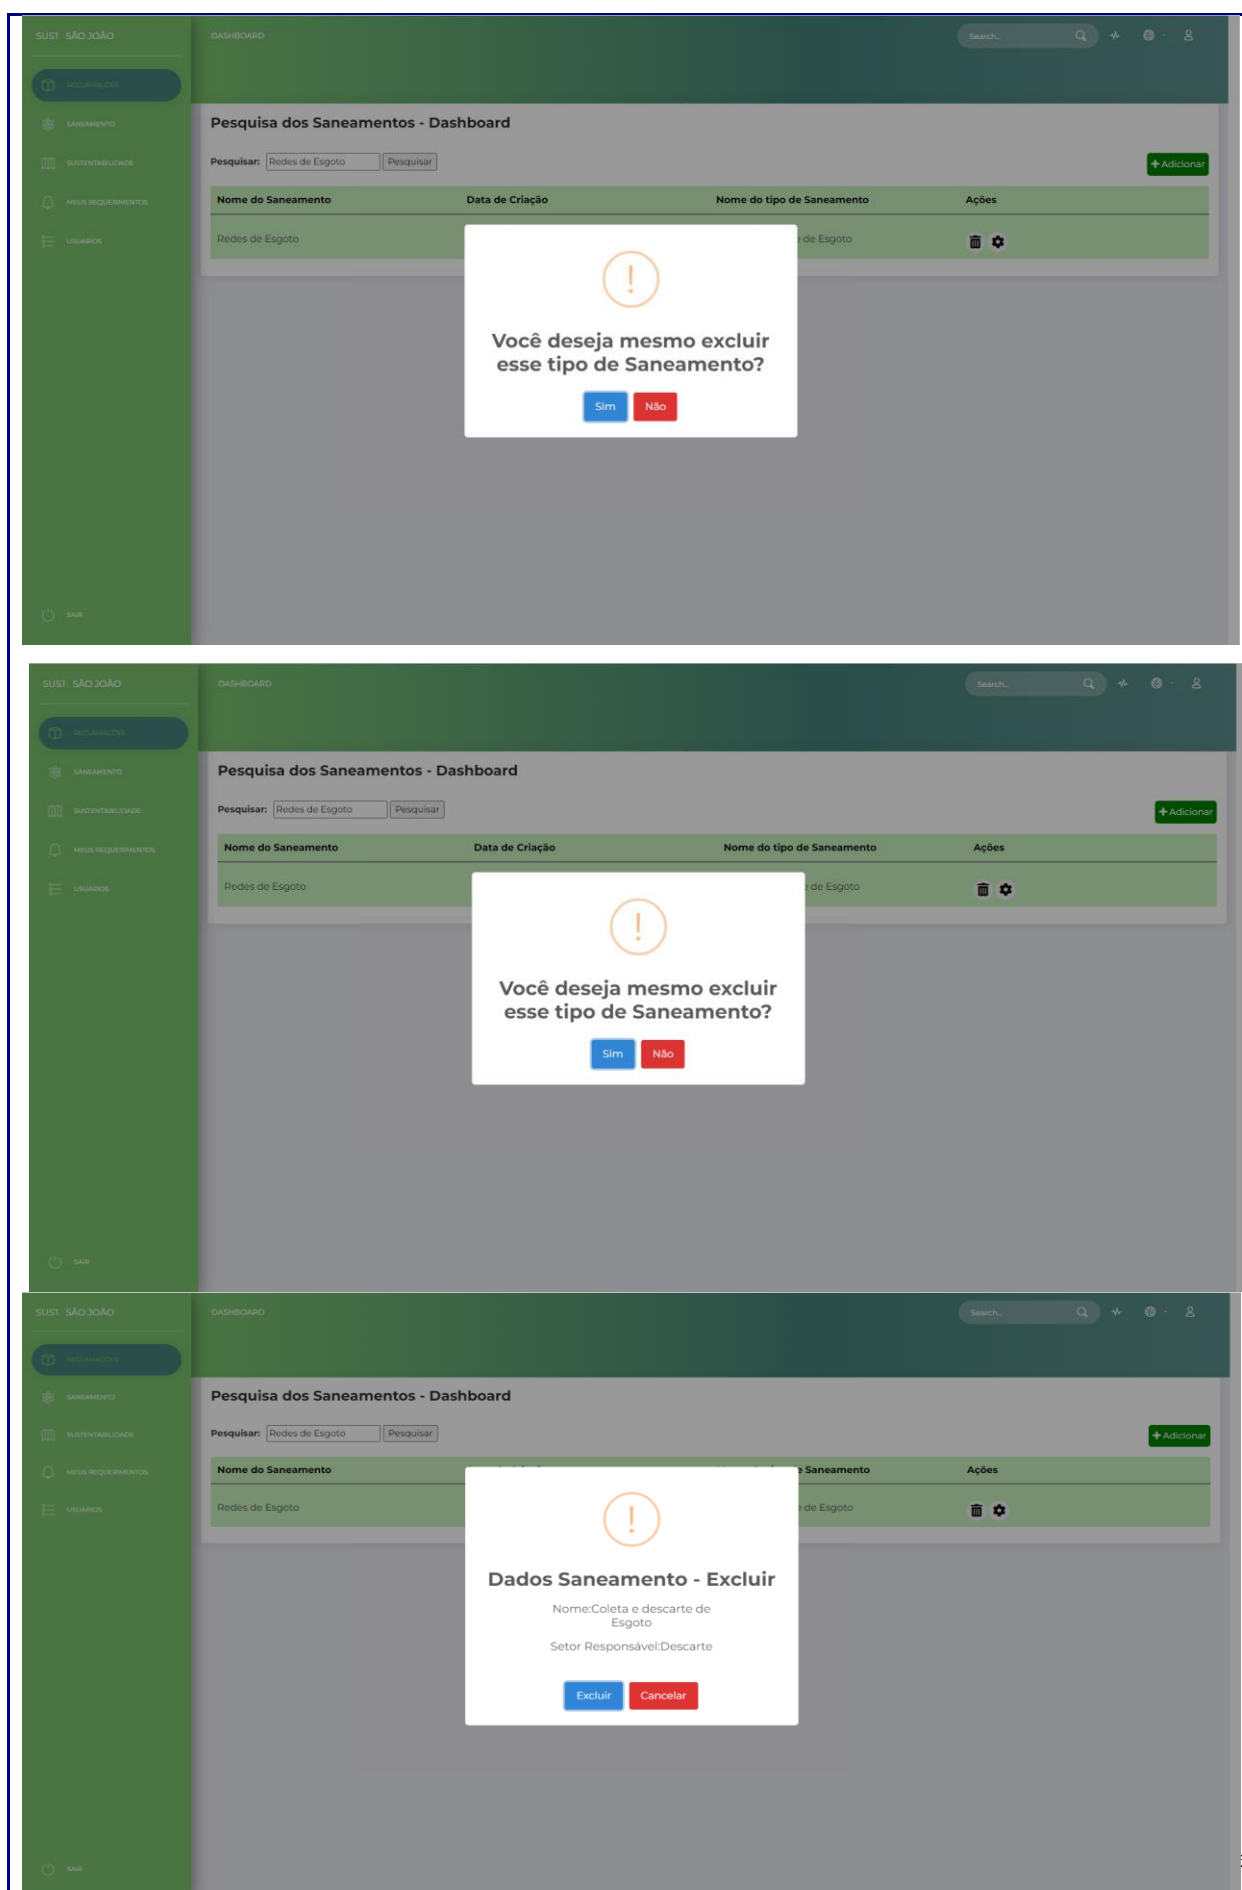 SUST SÃO JOÃO
DASHBOARD
Search...
RECLAMAÇÕES
SANEAMENTO
SUSTENTABILIDADE
MEUS REQUERIMENTOS
USUARIOS
SAIR
Pesquisa dos Saneamentos - Dashboard
Pesquisar: Redes de Esgoto Pesquisar
+ Adicionar
Nome do Saneamento Data de Criação Nome do tipo de Saneamento Ações
Redes de Esgoto de Esgoto
Você deseja mesmo excluir
esse tipo de Saneamento?
Sim Não
SUST SÃO JOÃO
DASHBOARD
Search...
RECLAMAÇÕES
SANEAMENTO
SUSTENTABILIDADE
MEUS REQUERIMENTOS
USUARIOS
SAIR
Pesquisa dos Saneamentos - Dashboard
Pesquisar: Redes de Esgoto Pesquisar
+ Adicionar
Nome do Saneamento Data de Criação Nome do tipo de Saneamento Ações
Redes de Esgoto de Esgoto
Você deseja mesmo excluir
esse tipo de Saneamento?
Sim Não
SUST SÃO JOÃO
DASHBOARD
Search...
RECLAMAÇÕES
SANEAMENTO
SUSTENTABILIDADE
MEUS REQUERIMENTOS
USUARIOS
SAIR
Pesquisa dos Saneamentos - Dashboard
Pesquisar: Redes de Esgoto Pesquisar
+ Adicionar
Nome do Saneamento Saneamento Ações
Redes de Esgoto de Esgoto
Dados Saneamento - Excluir
Nome:Coleta e descarte de
Esgoto
Setor Responsável:Descarte
Excluir Cancelar